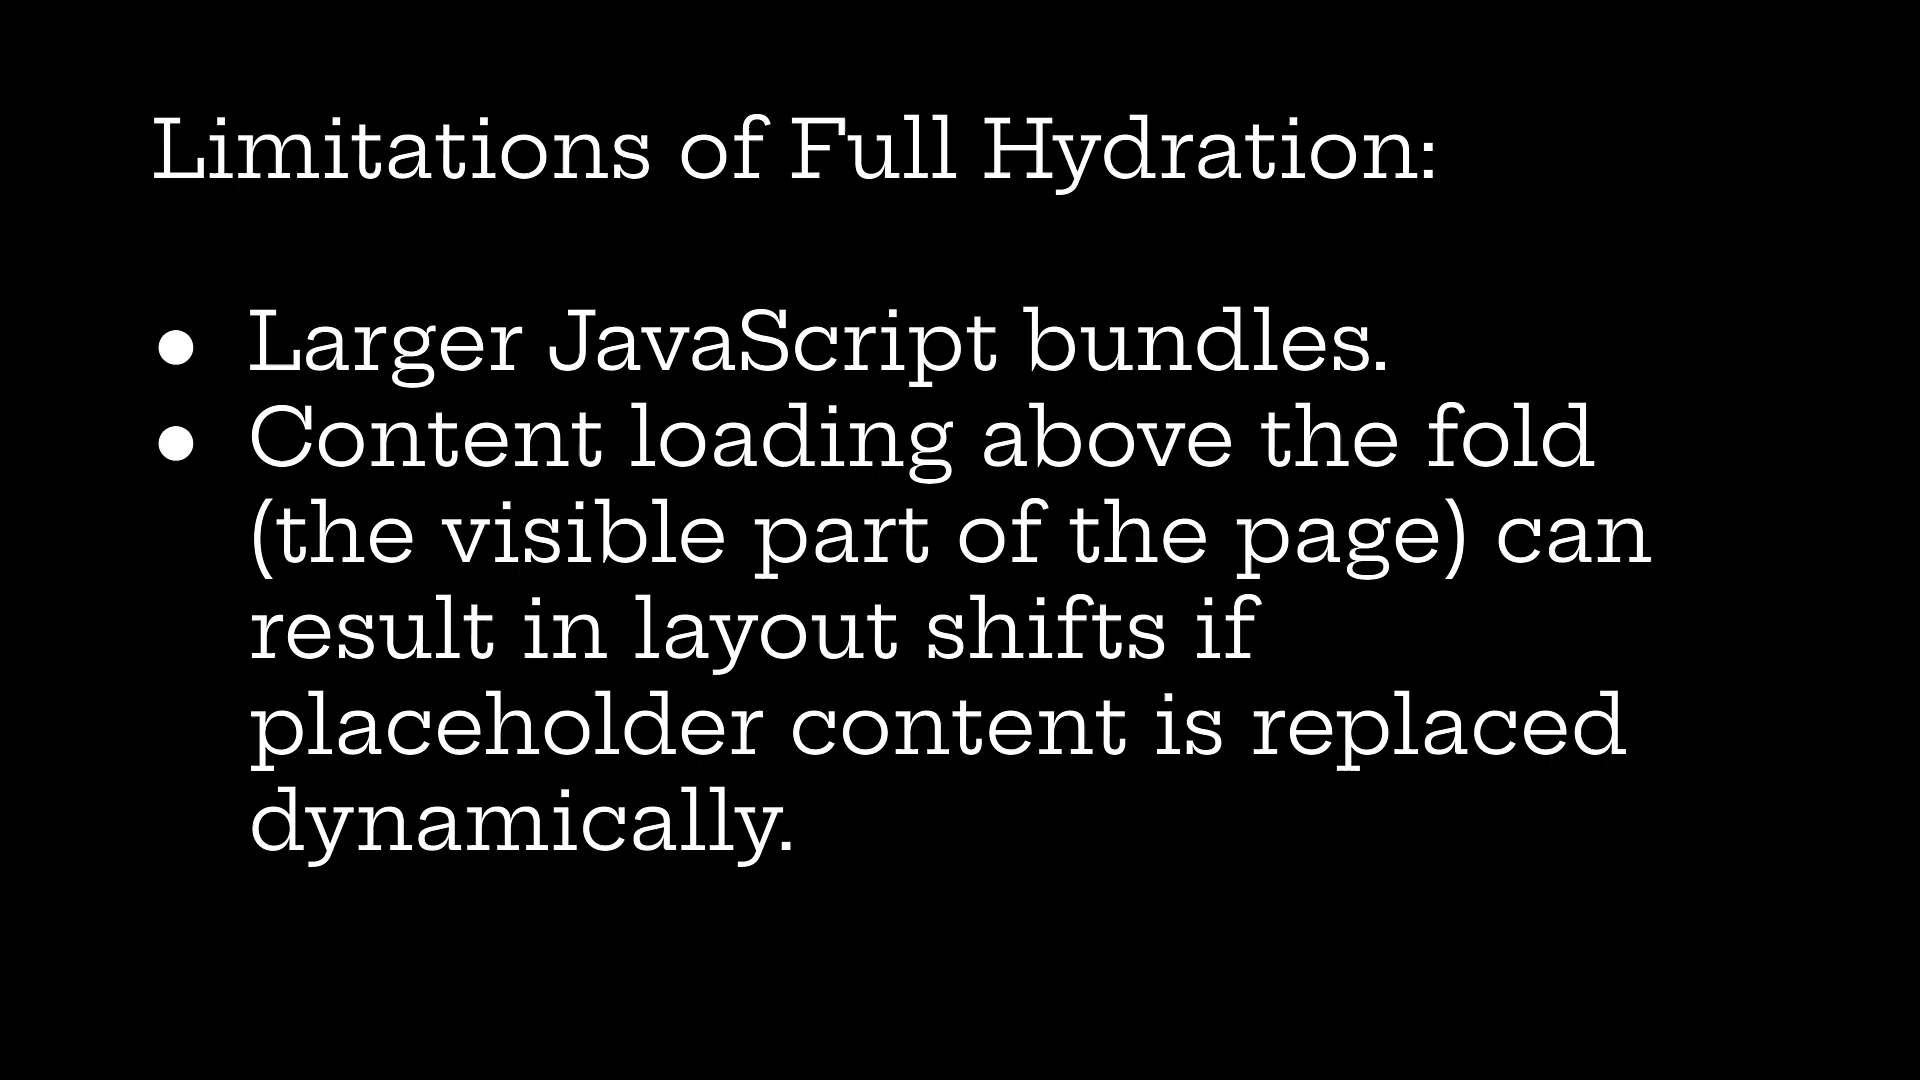 Limitations of Full Hydration:
● Larger JavaScript bundles.
● Content loading above the fold
(the visible part of the page) can
result in layout shifts if
placeholder content is replaced
dynamically.